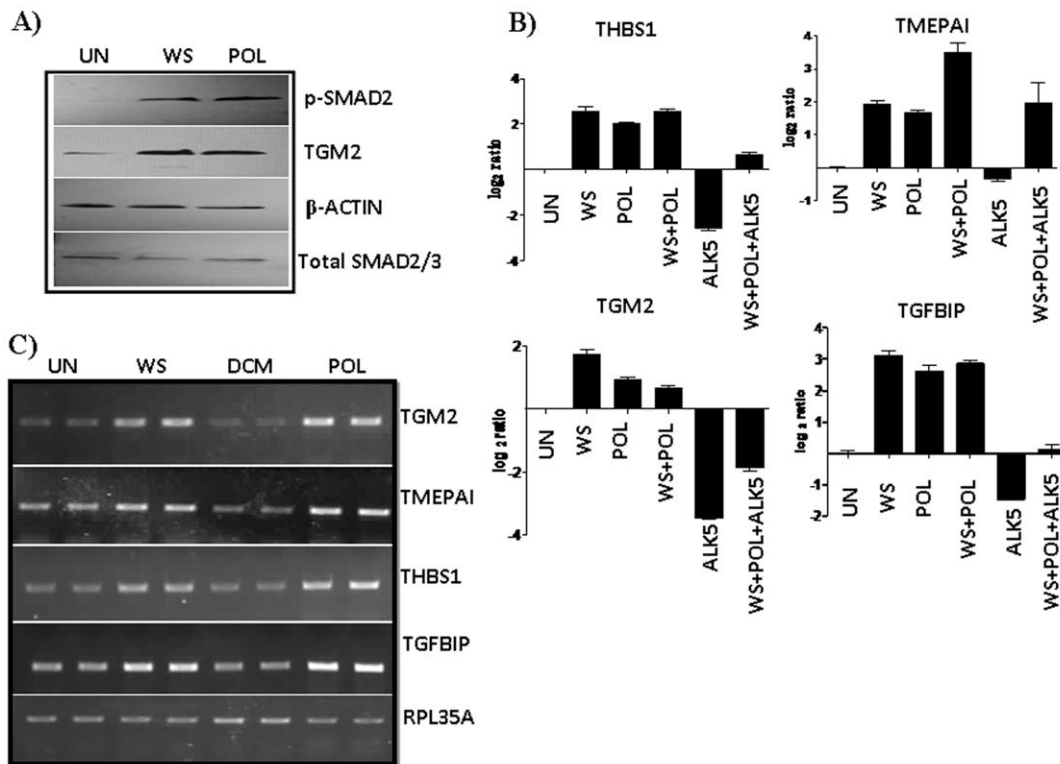 A)
UN WS POL
p-SMAD2
TGM2
β-ACTIN
Total SMAD2/3
B)
THBS1
4
2
-2
-4
log₂ ratio
UN
WS
POL
WS+POL
ALK5
WS+POL+ALK5
TMEPAI
4
3
2
1
-1
log₂ ratio
UN
WS
POL
WS+POL
ALK5
WS+POL+ALK5
TGM2
2
-2
-4
log ₂ ratio
UN
WS
POL
WS+POL
ALK5
WS+POL+ALK5
TGFBIP
4
3
2
1
-1
-2
log ₂ ratio
UN
WS
POL
WS+POL
ALK5
WS+POL+ALK5
C)
UN WS DCM POL
TGM2
TMEPAI
THBS1
TGFBIP
RPL35A